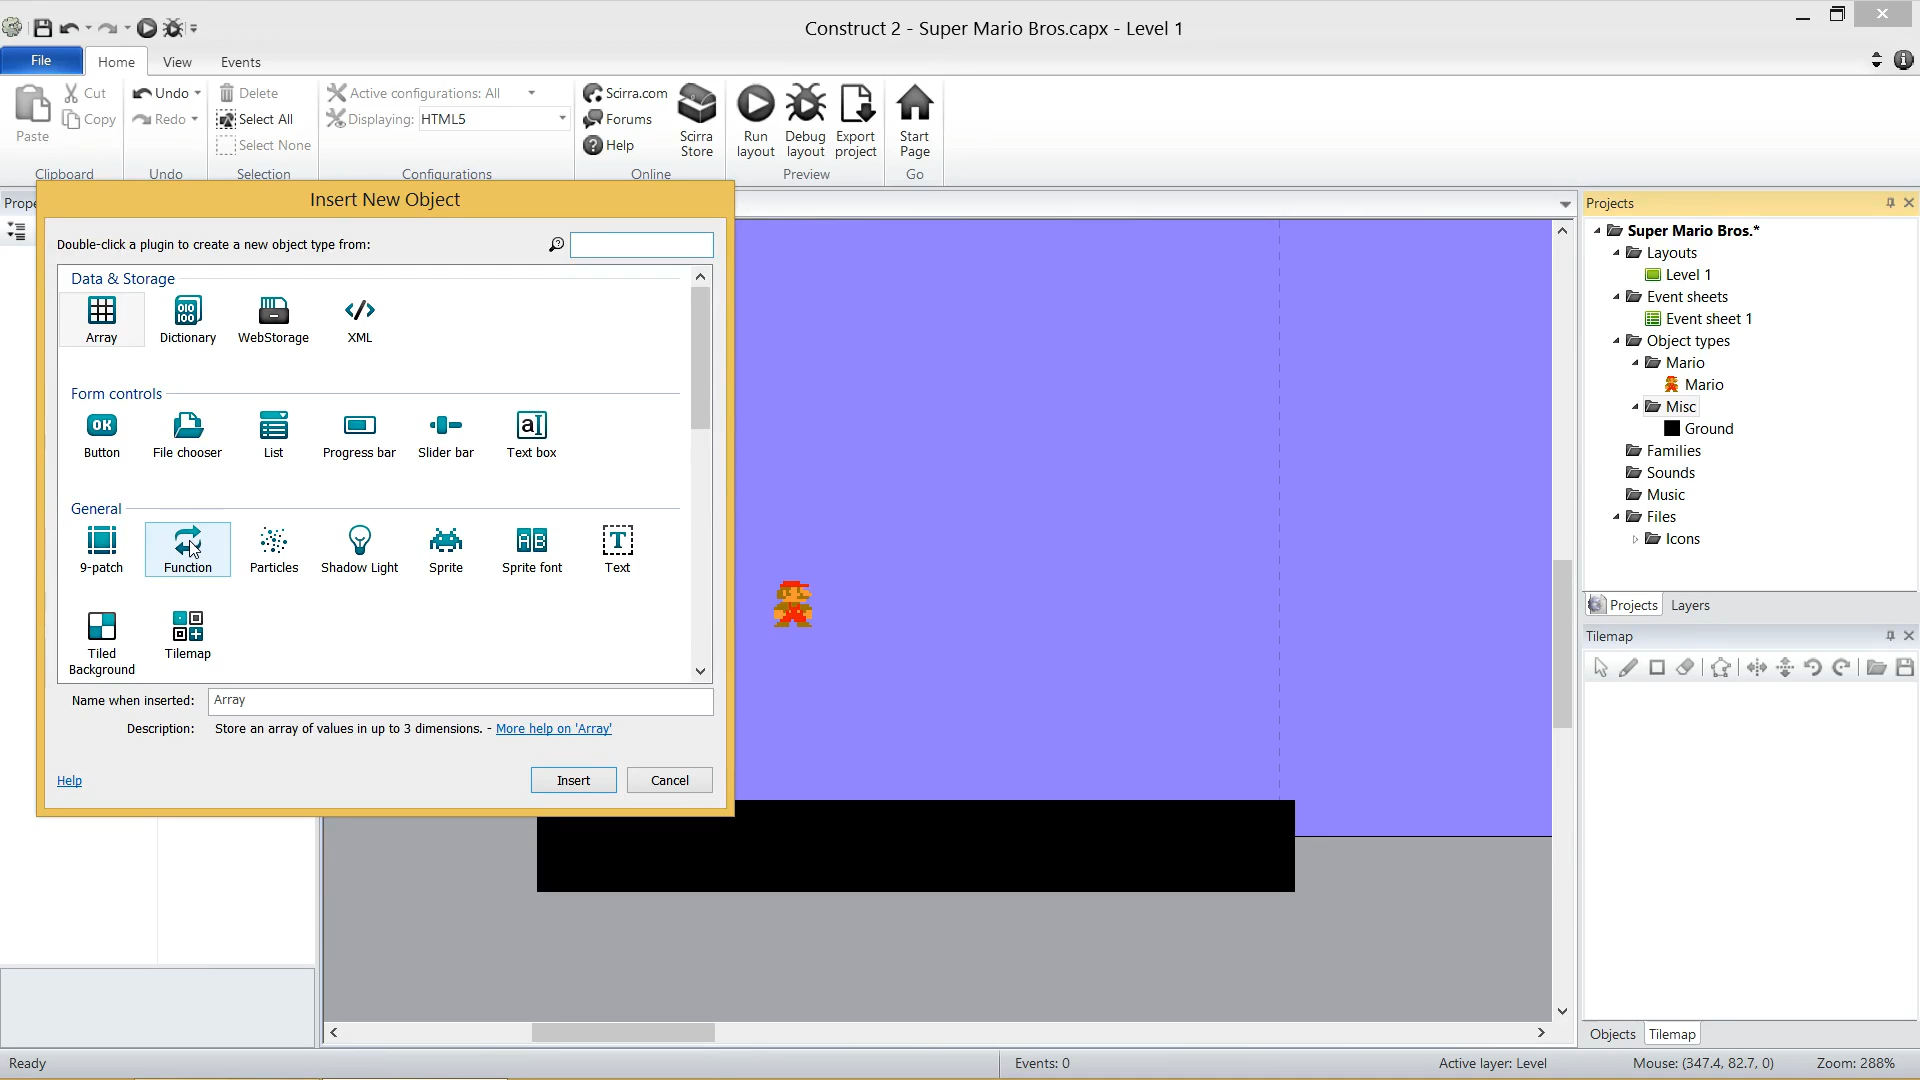 Construct 2 - Super Mario Bros.capx - Level 1
File Home View Events
Paste Cut Copy Clipboard
Undo Redo Undo
Delete Select All Select None Selection
Active configurations: All
Displaying: HTML5
Configurations
Scirra.com Forums Help Scirra Store Online
Run layout Debug layout Export project Preview
Start Page Go
Prope
Insert New Object
Double-click a plugin to create a new object type from:
Data & Storage
Array Dictionary WebStorage XML
Form controls
Button File chooser List Progress bar Slider bar Text box
OK
aI
General
9-patch Function Particles Shadow Light Sprite Sprite font Text
AB
T
Tiled Background Tilemap
Name when inserted: Array
Description: Store an array of values in up to 3 dimensions. - More help on 'Array'
Help Insert Cancel
Projects
Super Mario Bros.*
Layouts
Level 1
Event sheets
Event sheet 1
Object types
Mario
Mario
Misc
Ground
Families
Sounds
Music
Files
Icons
Projects Layers
Tilemap
Objects Tilemap
Ready Events: 0 Active layer: Level Mouse: (347.4, 82.7, 0) Zoom: 288%